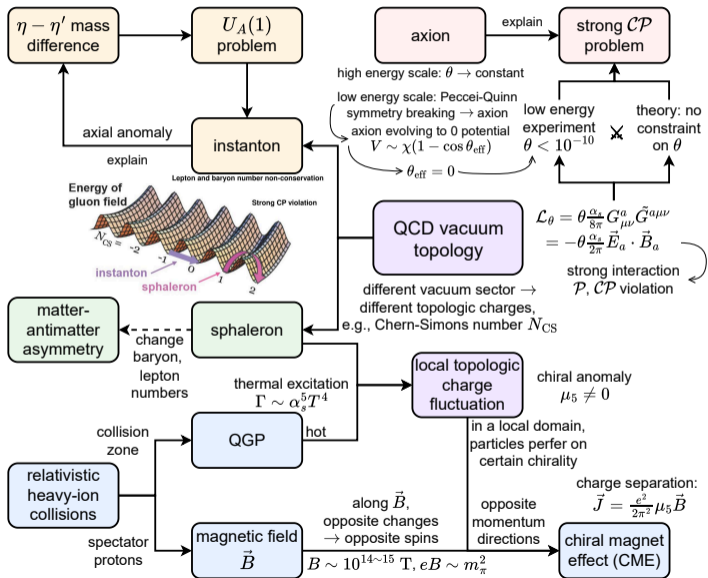 η − η′ mass
difference
U_A(1)
problem
axion
explain
strong CP
problem
high energy scale: θ → constant
low energy scale: Peccei-Quinn
symmetry breaking → axion
axion evolving to 0 potential
V ∼ χ(1 − cos θ_eff)
θ_eff = 0
low energy
experiment
θ < 10^{−10}
theory: no
constraint
on θ
axial anomaly
explain
instanton
Lepton and baryon number non-conservation
Energy of
gluon field
Strong CP violation
N_CS =
-2
-1
0
1
2
instanton
sphaleron
QCD vacuum
topology
ℒ_θ = θ α_s/8π G^a_{μν} G̃^{aμν}
= −θ α_s/2π E⃗_a · B⃗_a
strong interaction
P, CP violation
different vacuum sector →
different topologic charges,
e.g., Chern-Simons number N_CS
matter-
antimatter
asymmetry
sphaleron
change
baryon,
lepton
numbers
thermal excitation
Γ ∼ α_s^5 T^4
local topologic
charge
fluctuation
chiral anomaly
μ_5 ≠ 0
collision
zone
QGP
hot
in a local domain,
particles perfer on
certain chirality
relativistic
heavy-ion
collisions
spectator
protons
magnetic field
B⃗
along B⃗,
opposite changes
→ opposite spins
B ∼ 10^{14∼15} T, eB ∼ m_π^2
opposite
momentum
directions
charge separation:
J⃗ = e^2/2π^2 μ_5 B⃗
chiral magnet
effect (CME)